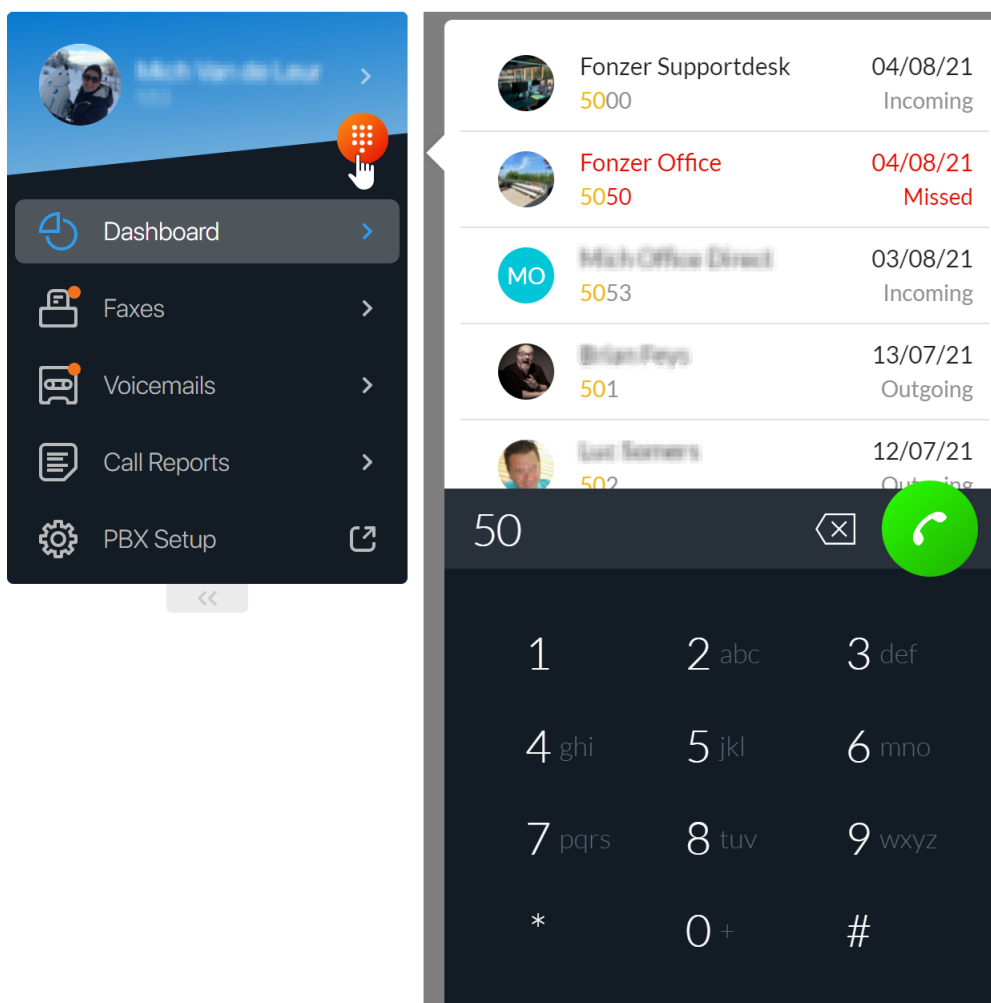 Dashboard
Faxes
Voicemails
Call Reports
PBX Setup
Fonzer Supportdesk 04/08/21
5000 Incoming
Fonzer Office 04/08/21
5050 Missed
MO 03/08/21
5053 Incoming
13/07/21
501 Outgoing
12/07/21
502 Outgoing
50
1 2 abc 3 def
4 ghi 5 jkl 6 mno
7 pqrs 8 tuv 9 wxyz
* 0 + #